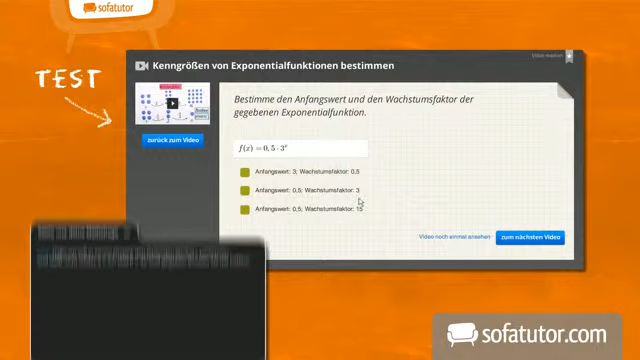 sofatutor
TEST
Kenngrößen von Exponentialfunktionen bestimmen
Video merken
Bestimme den Anfangswert und den Wachstumsfaktor der
gegebenen Exponentialfunktion.
zurück zum Video
f(x) = 0, 5 · 3ˣ
Anfangswert: 3; Wachstumsfaktor: 0,5
Anfangswert: 0,5; Wachstumsfaktor: 3
Anfangswert: 0,5; Wachstumsfaktor: 15
Video noch einmal ansehen
zum nächsten Video
sofatutor.com